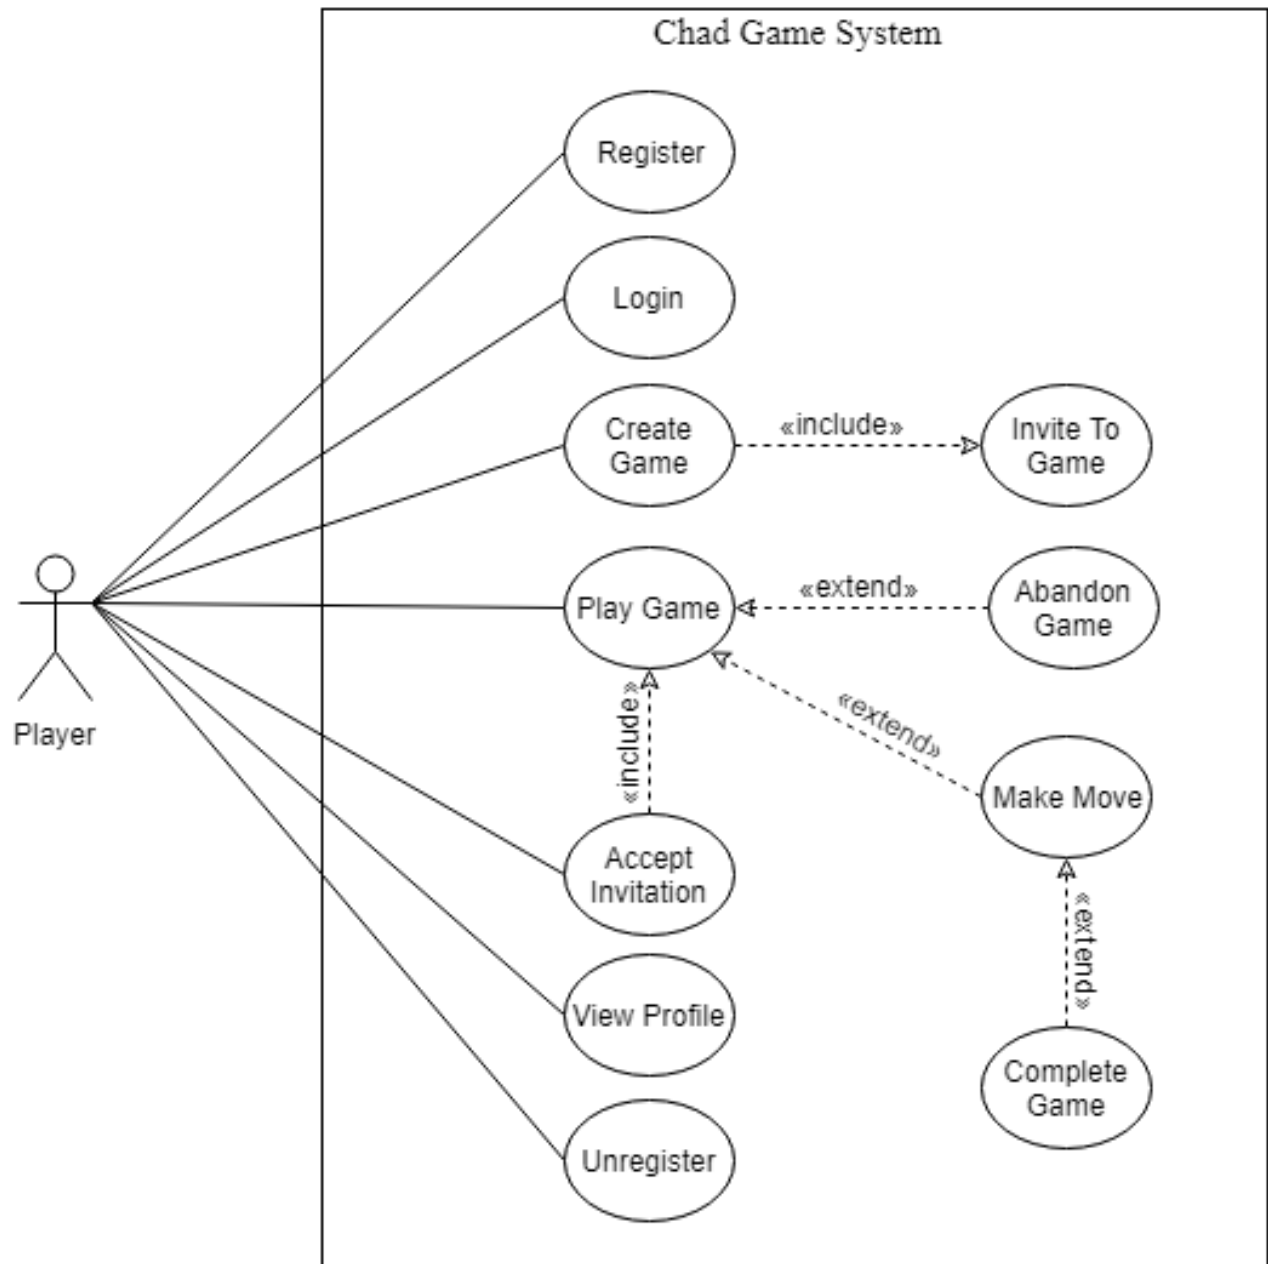 Chad Game System
Register
Login
Create
Game
«include»
Invite To
Game
Play Game
«extend»
Abandon
Game
Player
«include»
«extend»
Make Move
Accept
Invitation
«extend»
View Profile
Complete
Game
Unregister